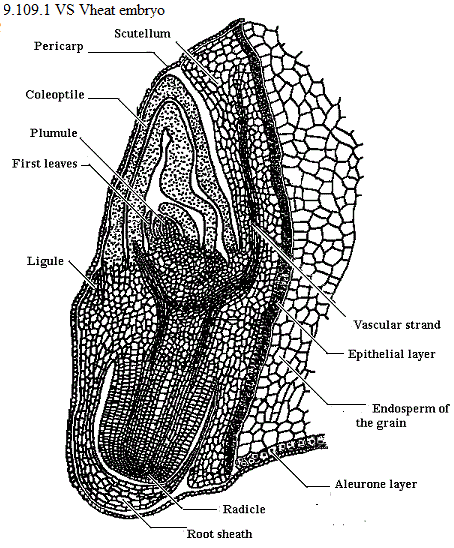 9.109.1 VS Vheat embryo
Scutellum
Pericarp
Coleoptile
Plumule
First leaves
Ligule
Vascular strand
Epithelial layer
Endosperm of
the grain
Aleurone layer
Radicle
Root sheath